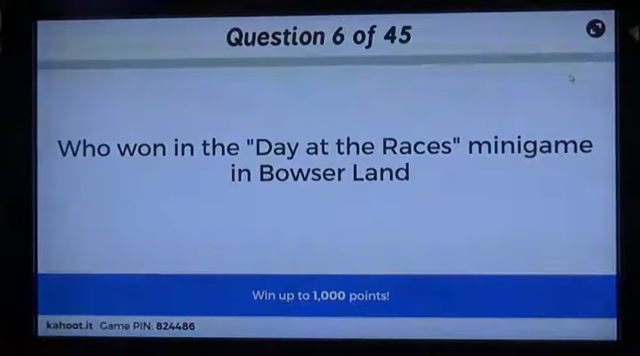 Question 6 of 45
Who won in the "Day at the Races" minigame
in Bowser Land
Win up to 1,000 points!
kahoot.it Game PIN: 824486